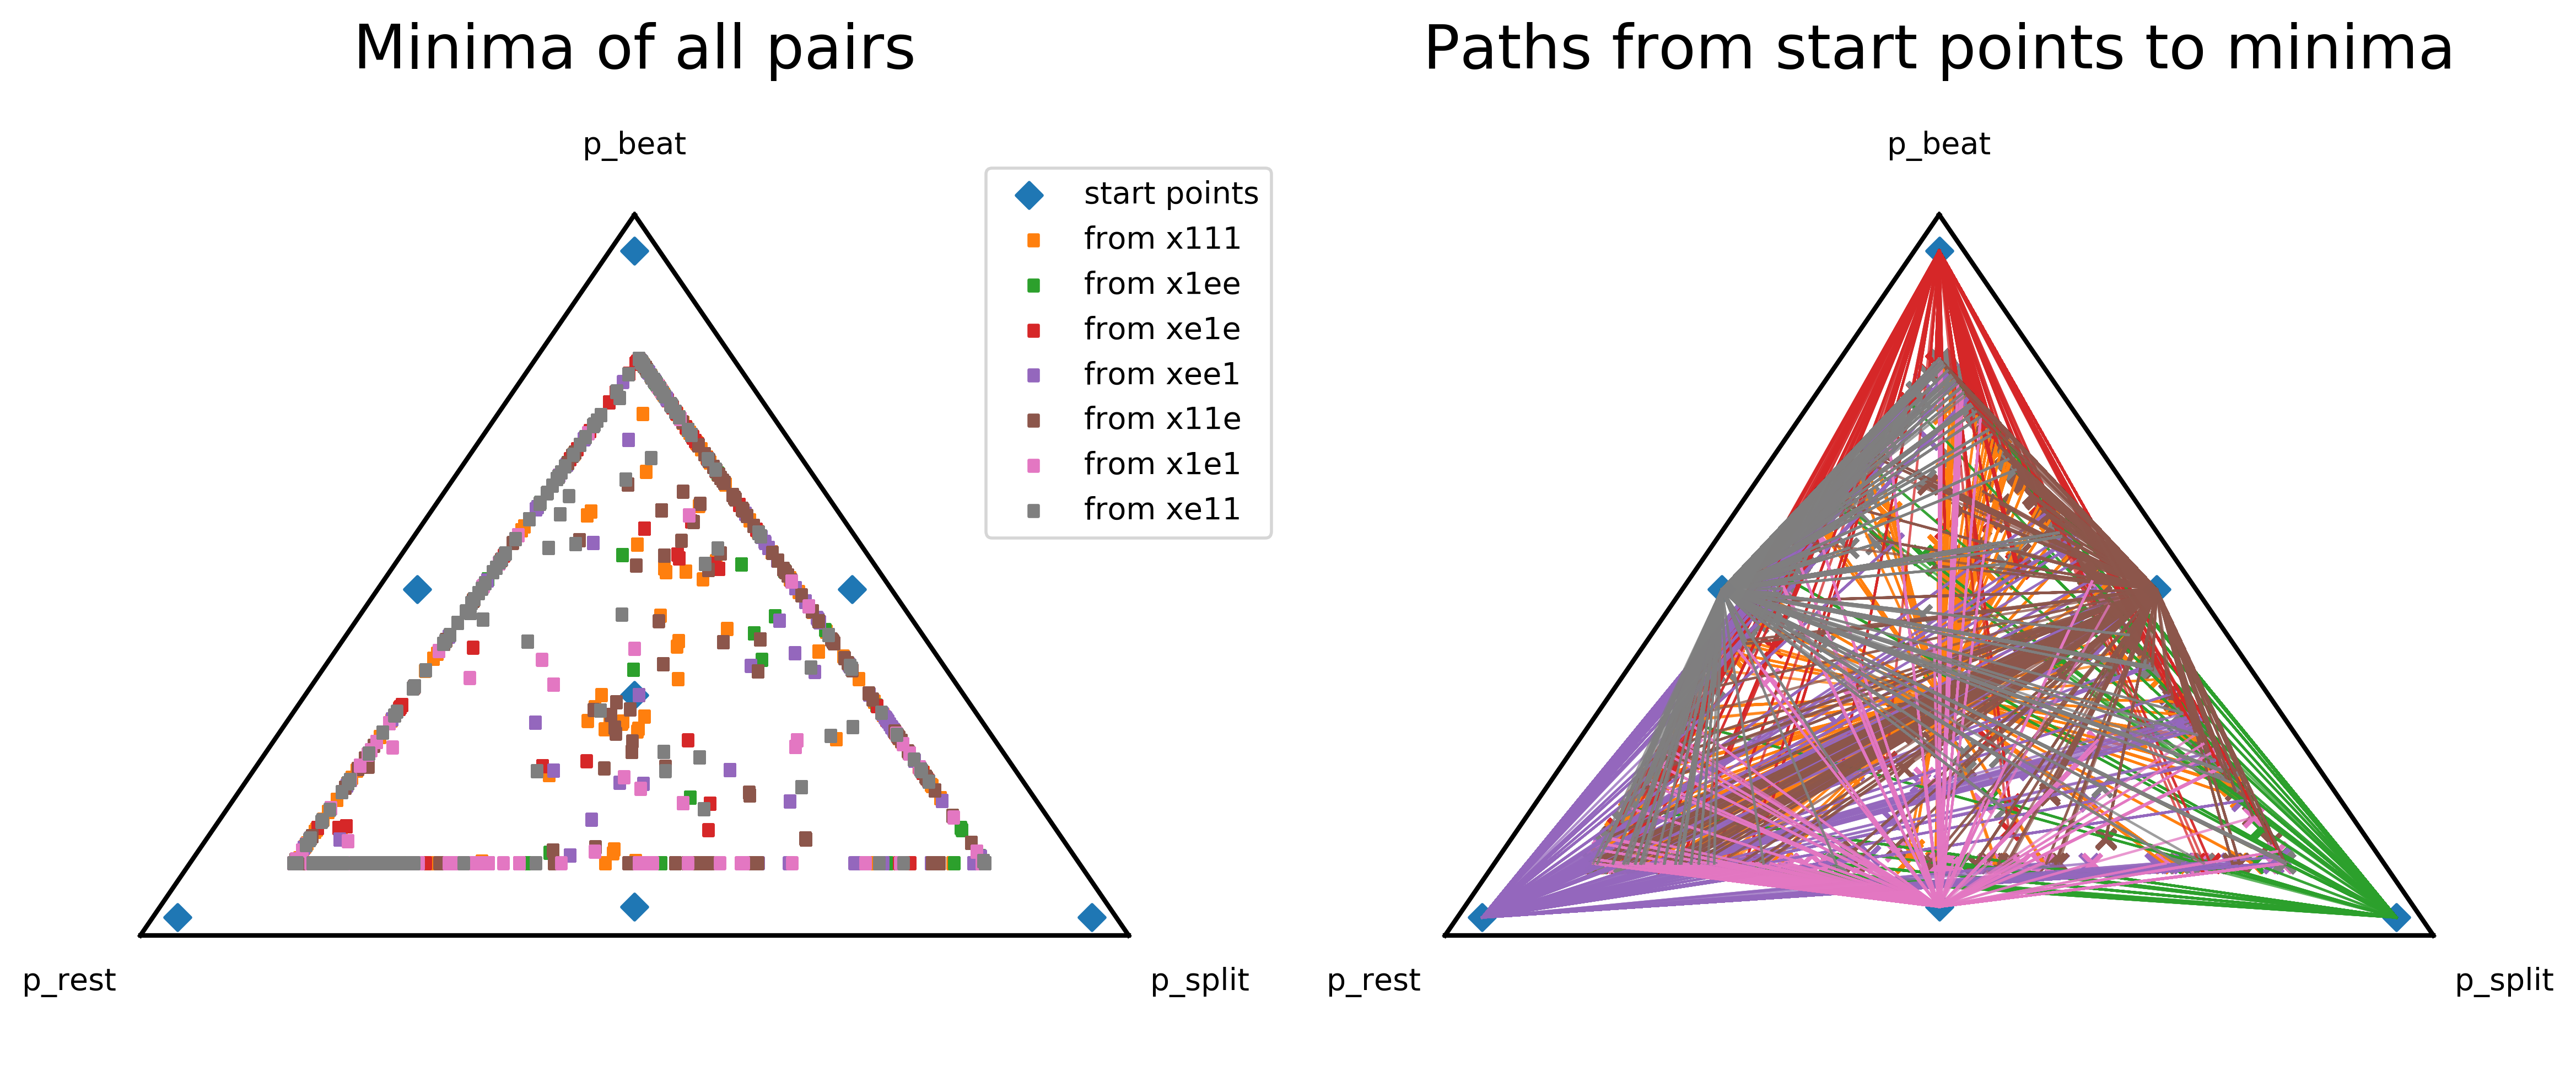 Minima of all pairs
p_beat
start points
from x111
from x1ee
from xe1e
from xee1
from x11e
from x1e1
from xe11
p_rest
p_split
Paths from start points to minima
p_beat
p_rest
p_split